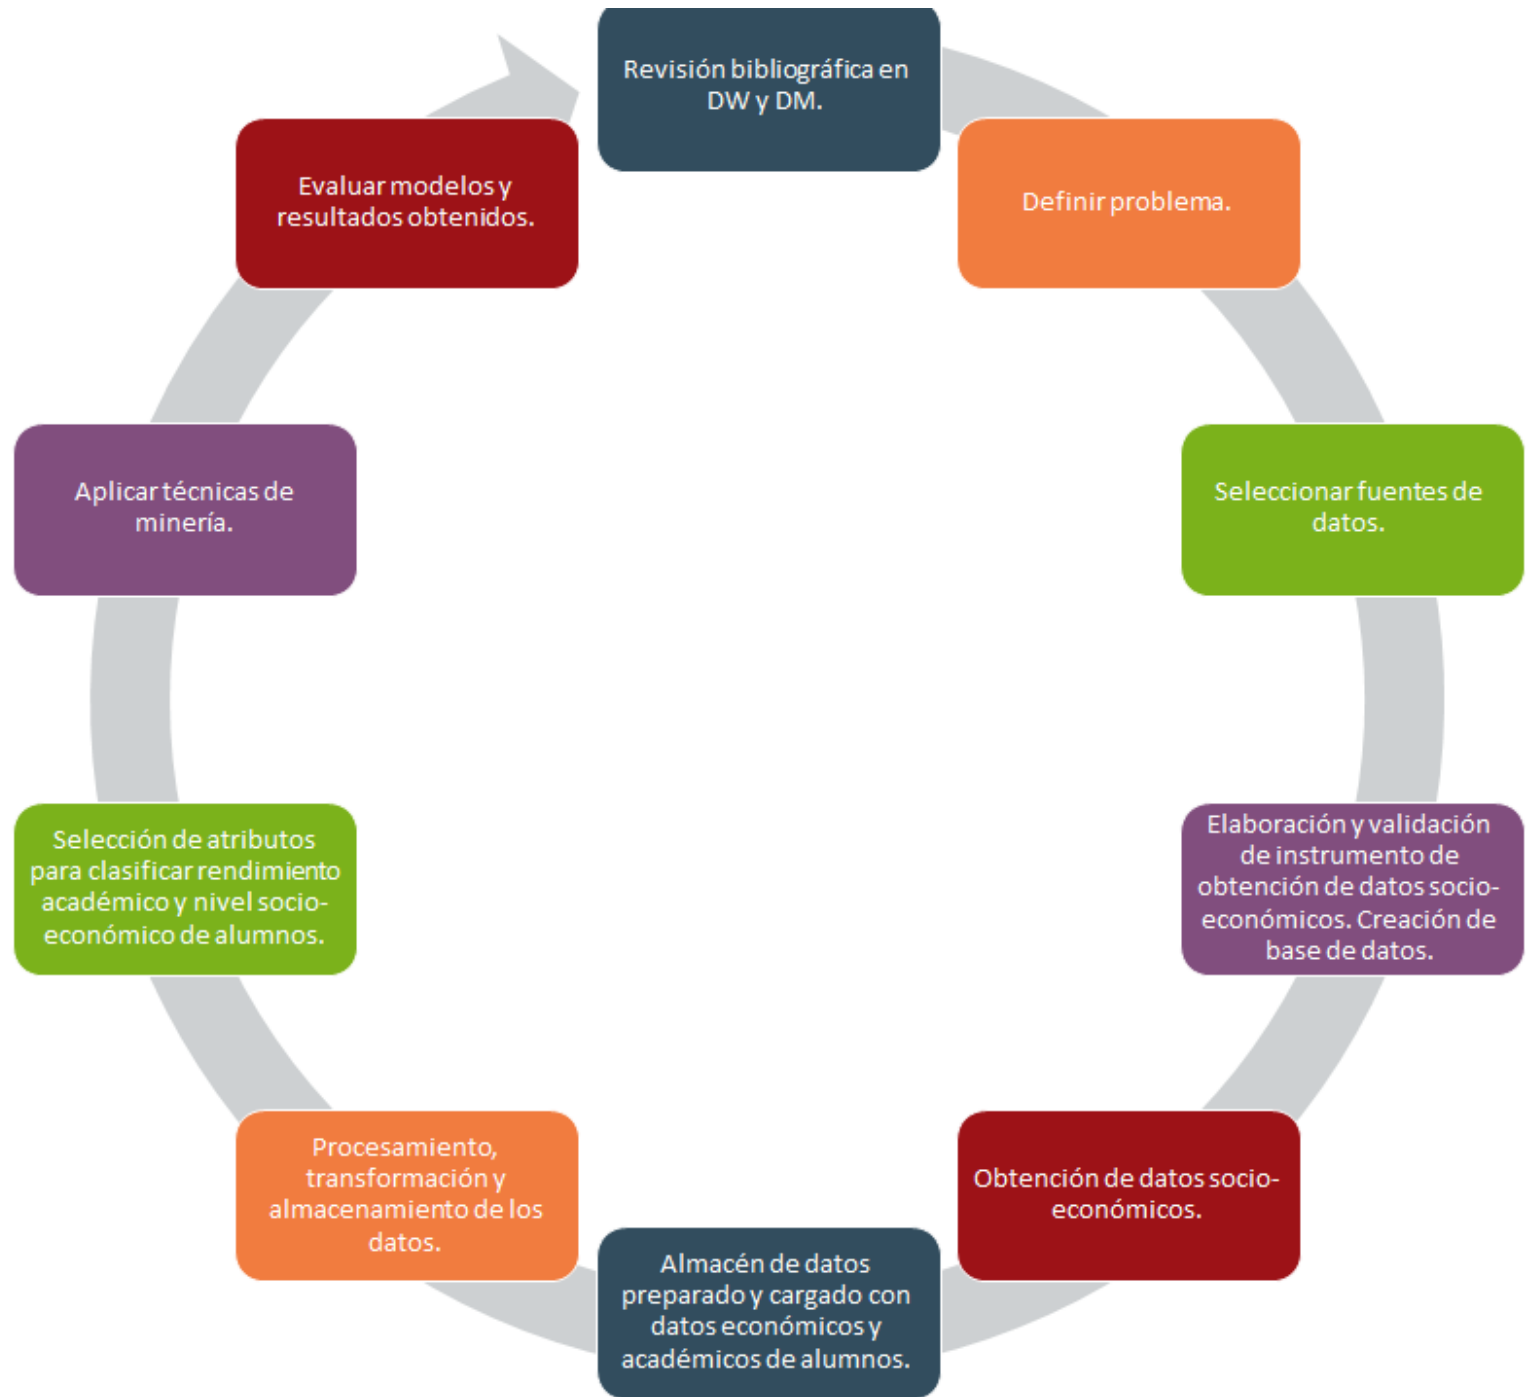 Revisión bibliográfica en
DW y DM.
Definir problema.
Seleccionar fuentes de
datos.
Elaboración y validación
de instrumento de
obtención de datos socio-
económicos. Creación de
base de datos.
Obtención de datos socio-
económicos.
Almacén de datos
preparado y cargado con
datos económicos y
académicos de alumnos.
Procesamiento,
transformación y
almacenamiento de los
datos.
Selección de atributos
para clasificar rendimiento
académico y nivel socio-
económico de alumnos.
Aplicar técnicas de
minería.
Evaluar modelos y
resultados obtenidos.